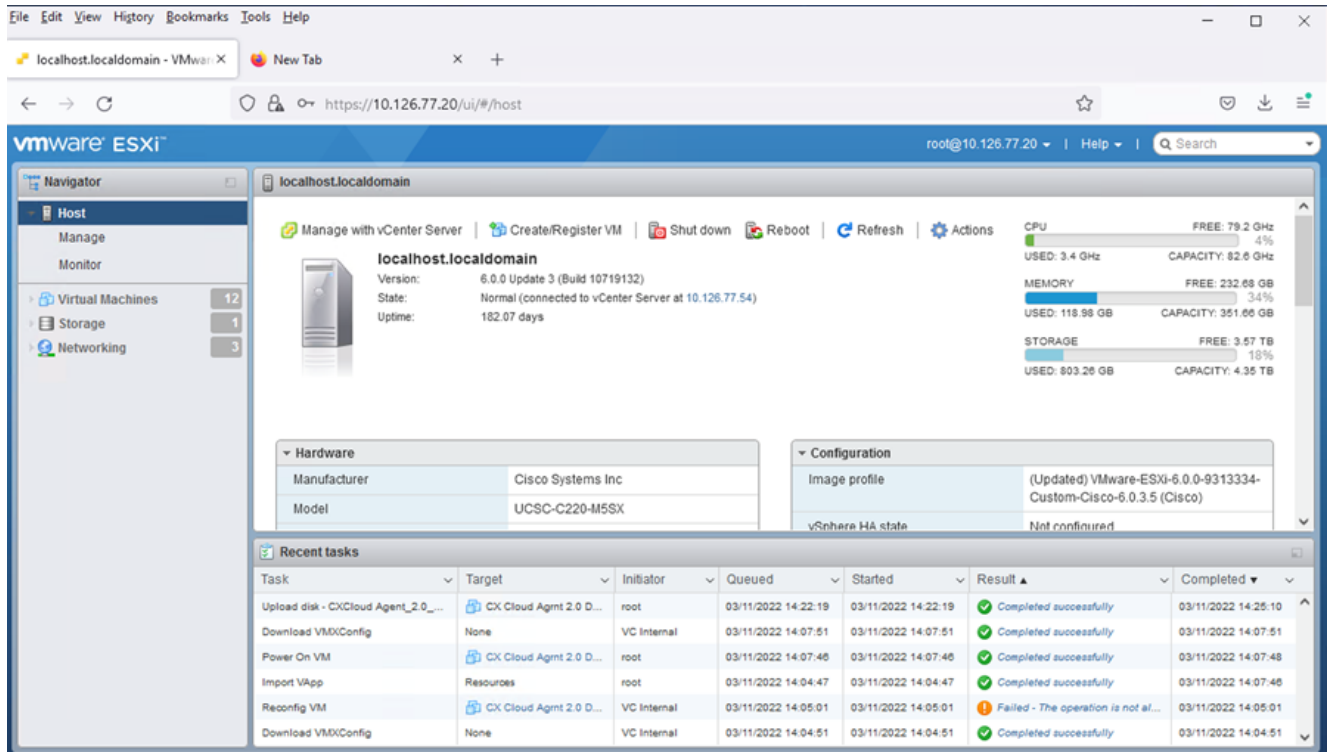 File Edit View History Bookmarks Tools Help
localhost.localdomain - VMwar
New Tab
https://10.126.77.20/ui/#/host
vmware ESXi™
root@10.126.77.20 | Help | Search
Navigator
localhost.localdomain
Host
Manage
Monitor
Virtual Machines 12
Storage 1
Networking 3
Manage with vCenter Server | Create/Register VM | Shut down Reboot | Refresh | Actions
localhost.localdomain
Version: 6.0.0 Update 3 (Build 10719132)
State: Normal (connected to vCenter Server at 10.126.77.54)
Uptime: 182.07 days
CPU FREE: 79.2 GHz
4%
USED: 3.4 GHz CAPACITY: 82.6 GHz
MEMORY FREE: 232.68 GB
34%
USED: 118.98 GB CAPACITY: 351.66 GB
STORAGE FREE: 3.57 TB
18%
USED: 803.26 GB CAPACITY: 4.35 TB
Hardware
Manufacturer Cisco Systems Inc
Model UCSC-C220-M5SX
Configuration
Image profile (Updated) VMware-ESXi-6.0.0-9313334-
Custom-Cisco-6.0.3.5 (Cisco)
vSphere HA state Not configured
Recent tasks
Task Target Initiator Queued Started Result Completed
Upload disk - CXCloud Agent_2.0_... CX Cloud Agrnt 2.0 D... root 03/11/2022 14:22:19 03/11/2022 14:22:19 Completed successfully 03/11/2022 14:25:10
Download VMXConfig None VC Internal 03/11/2022 14:07:51 03/11/2022 14:07:51 Completed successfully 03/11/2022 14:07:51
Power On VM CX Cloud Agrnt 2.0 D... root 03/11/2022 14:07:46 03/11/2022 14:07:46 Completed successfully 03/11/2022 14:07:48
Import VApp Resources root 03/11/2022 14:04:47 03/11/2022 14:04:47 Completed successfully 03/11/2022 14:07:46
Reconfig VM CX Cloud Agrnt 2.0 D... VC Internal 03/11/2022 14:05:01 03/11/2022 14:05:01 Failed - The operation is not al... 03/11/2022 14:05:01
Download VMXConfig None VC Internal 03/11/2022 14:04:51 03/11/2022 14:04:51 Completed successfully 03/11/2022 14:04:51